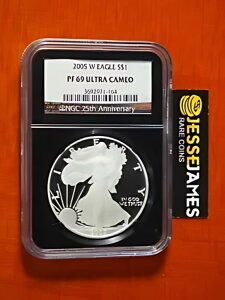 2005 W EAGLE S$1
PF 69 ULTRA CAMEO
3692971-164
NGC 25th Anniversary
LIBERTY
IN GOD
WE TRUST
JESSE JAMES
RARE COINS